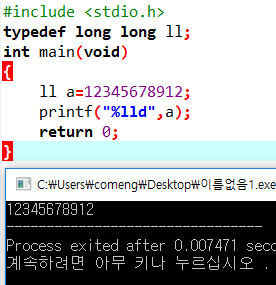 #include <stdio.h>
typedef long long ll;
int main(void)
{
ll a=12345678912;
printf("%lld",a);
return 0;
}
C:₩Users₩comeng₩Desktop₩이름없음1.exe
12345678912
--------------------------------
Process exited after 0.007471 seco
계속하려면 아무 키나 누르십시오 .